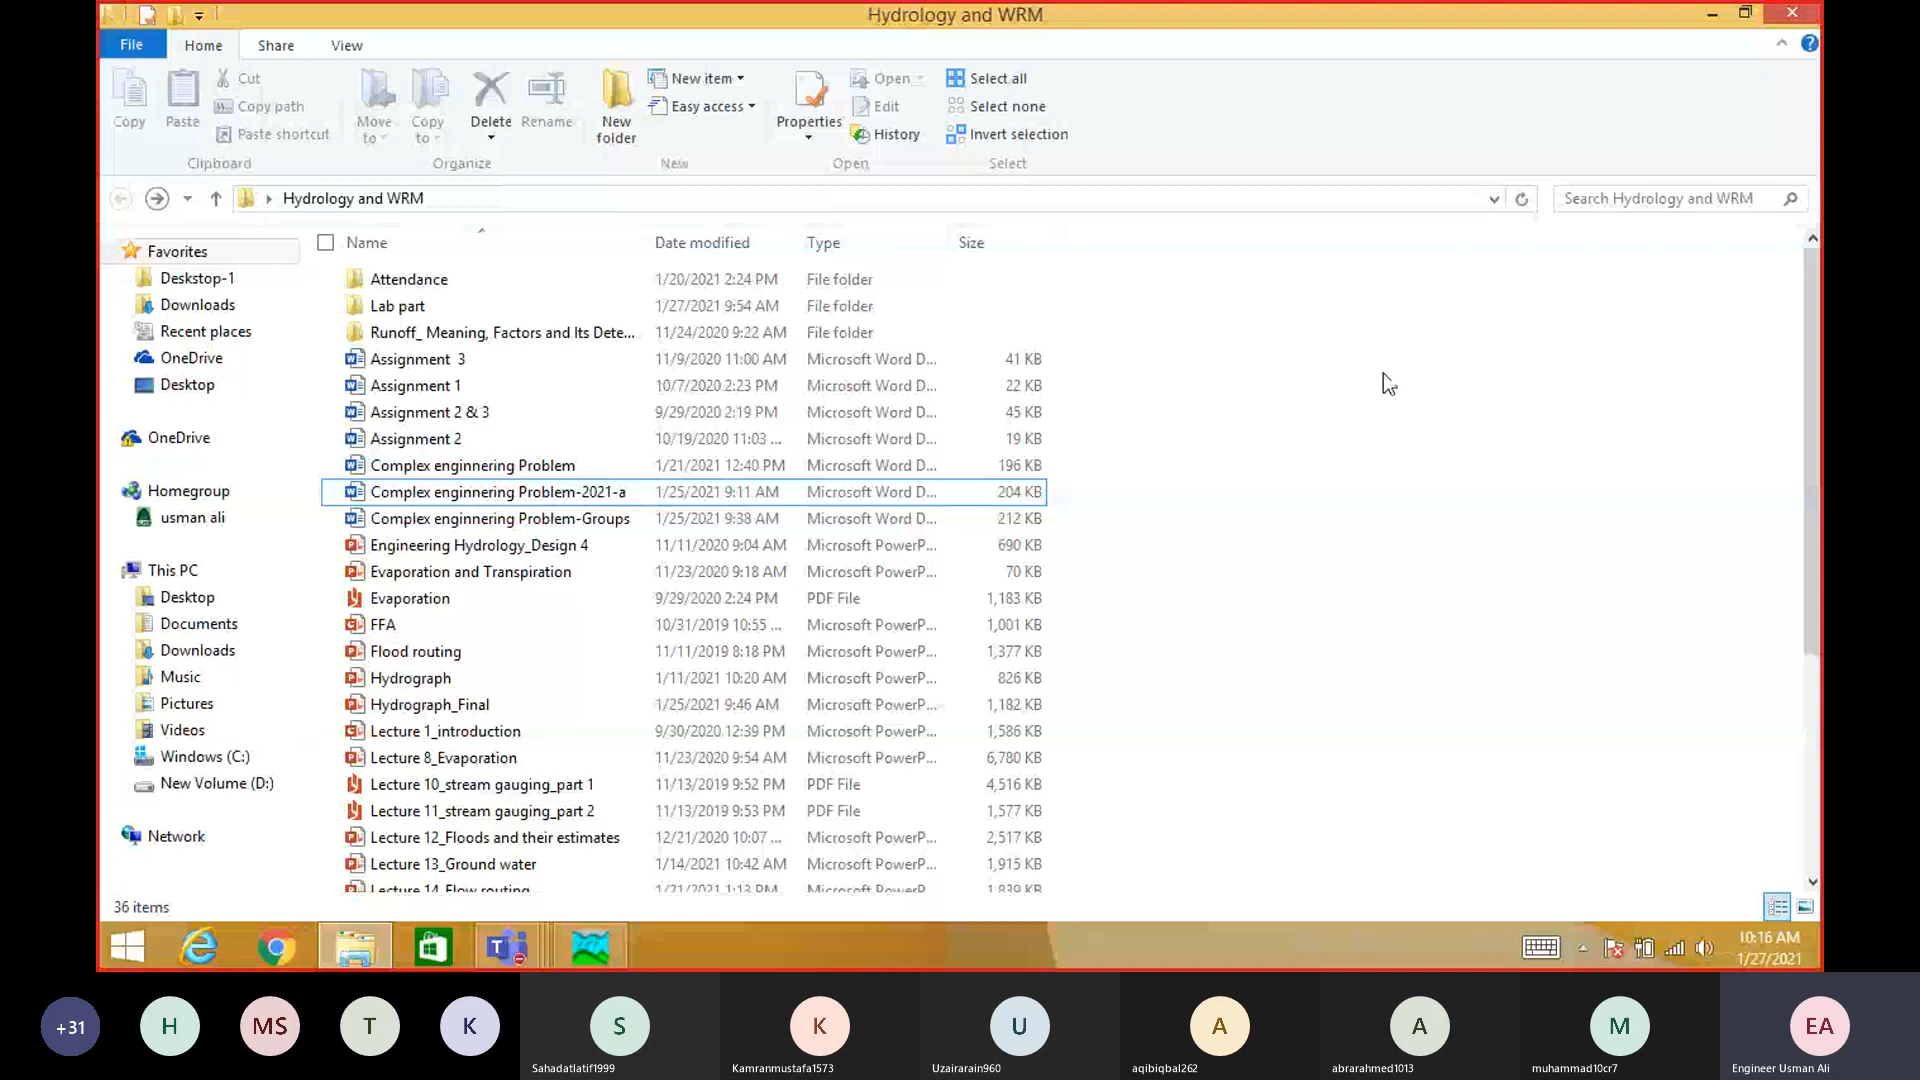 Hydrology and WRM
File Home Share View
Copy
Paste
Cut
Copy path
Paste shortcut
Clipboard
Move to
Copy to
Delete
Rename
Organize
New folder
New item
Easy access
New
Properties
Open
Edit
History
Open
Select all
Select none
Invert selection
Select
Hydrology and WRM
Search Hydrology and WRM
Favorites
Deskstop-1
Downloads
Recent places
OneDrive
Desktop
OneDrive
Homegroup
usman ali
This PC
Desktop
Documents
Downloads
Music
Pictures
Videos
Windows (C:)
New Volume (D:)
Network
Name Date modified Type Size
Attendance 1/20/2021 2:24 PM File folder
Lab part 1/27/2021 9:54 AM File folder
Runoff_ Meaning, Factors and Its Dete... 11/24/2020 9:22 AM File folder
Assignment  3 11/9/2020 11:00 AM Microsoft Word D... 41 KB
Assignment 1 10/7/2020 2:23 PM Microsoft Word D... 22 KB
Assignment 2 & 3 9/29/2020 2:19 PM Microsoft Word D... 45 KB
Assignment 2 10/19/2020 11:03 ... Microsoft Word D... 19 KB
Complex enginnering Problem 1/21/2021 12:40 PM Microsoft Word D... 196 KB
Complex enginnering Problem-2021-a 1/25/2021 9:11 AM Microsoft Word D... 204 KB
Complex enginnering Problem-Groups 1/25/2021 9:38 AM Microsoft Word D... 212 KB
Engineering Hydrology_Design 4 11/11/2020 9:04 AM Microsoft PowerP... 690 KB
Evaporation and Transpiration 11/23/2020 9:18 AM Microsoft PowerP... 70 KB
Evaporation 9/29/2020 2:24 PM PDF File 1,183 KB
FFA 10/31/2019 10:55 ... Microsoft PowerP... 1,001 KB
Flood routing 11/11/2019 8:18 PM Microsoft PowerP... 1,377 KB
Hydrograph 1/11/2021 10:20 AM Microsoft PowerP... 826 KB
Hydrograph_Final 1/25/2021 9:46 AM Microsoft PowerP... 1,182 KB
Lecture 1_introduction 9/30/2020 12:39 PM Microsoft PowerP... 1,586 KB
Lecture 8_Evaporation 11/23/2020 9:54 AM Microsoft PowerP... 6,780 KB
Lecture 10_stream gauging_part 1 11/13/2019 9:52 PM PDF File 4,516 KB
Lecture 11_stream gauging_part 2 11/13/2019 9:53 PM PDF File 1,577 KB
Lecture 12_Floods and their estimates 12/21/2020 10:07 ... Microsoft PowerP... 2,517 KB
Lecture 13_Ground water 1/14/2021 10:42 AM Microsoft PowerP... 1,915 KB
Lecture 14_Flow routing 1/21/2021 1:13 PM Microsoft PowerP... 1,839 KB
36 items
10:16 AM
1/27/2021
+31 H MS T K S K U A A M EA
Sahadatlatif1999 Kamranmustafa1573 Uzairarain960 aqibiqbal262 abrarahmed1013 muhammad10cr7 Engineer Usman Ali